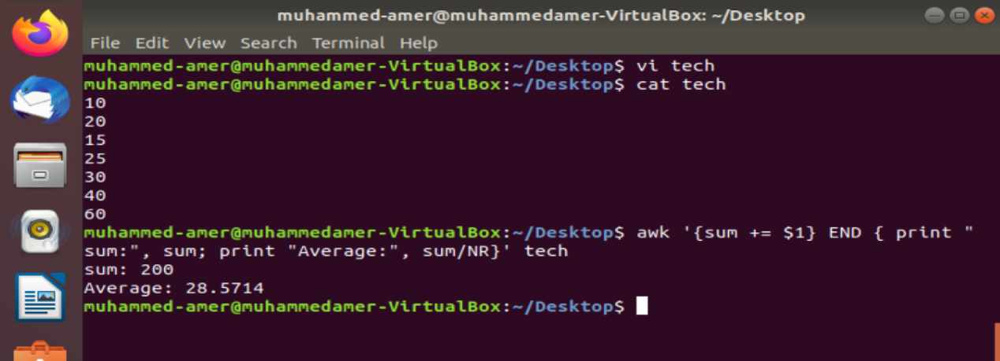 muhammed-amer@muhammedamer-VirtualBox: ~/Desktop
File Edit View Search Terminal Help
muhammed-amer@muhammedamer-VirtualBox:~/Desktop$ vi tech
muhammed-amer@muhammedamer-VirtualBox:~/Desktop$ cat tech
10
20
15
25
30
40
60
muhammed-amer@muhammedamer-VirtualBox:~/Desktop$ awk '{sum += $1} END { print "
sum:", sum; print "Average:", sum/NR}' tech
sum: 200
Average: 28.5714
muhammed-amer@muhammedamer-VirtualBox:~/Desktop$